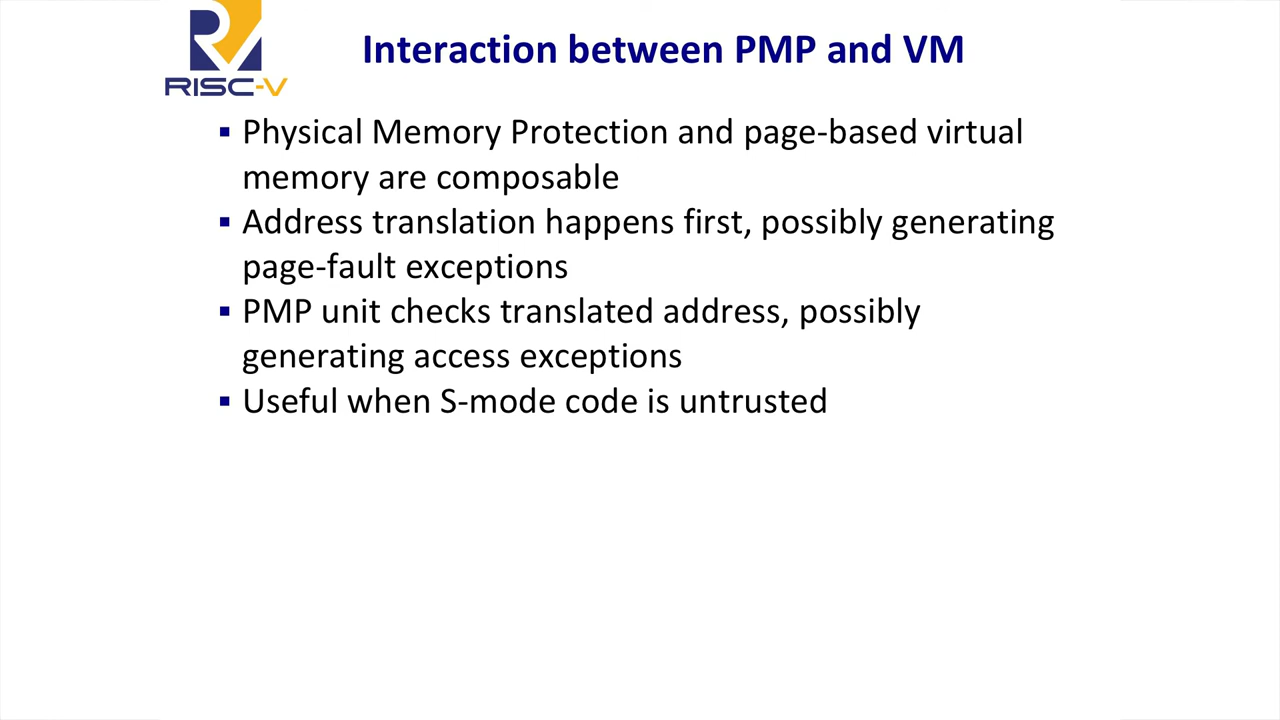 RISC-V
Interaction between PMP and VM
▪ Physical Memory Protection and page-based virtual
memory are composable
▪ Address translation happens first, possibly generating
page-fault exceptions
▪ PMP unit checks translated address, possibly
generating access exceptions
▪ Useful when S-mode code is untrusted